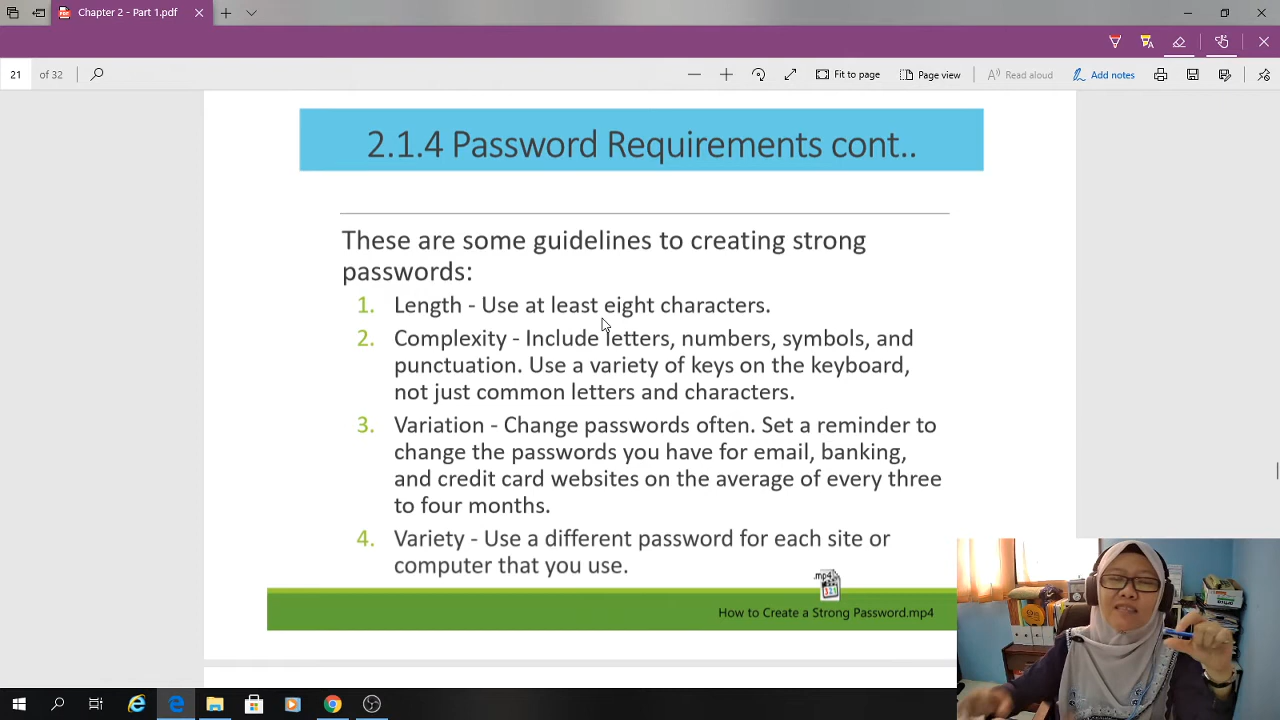 Chapter 2 - Part 1.pdf
21 of 32
Fit to page
Page view
Read aloud
Add notes
2.1.4 Password Requirements cont..
These are some guidelines to creating strong
passwords:
1. Length - Use at least eight characters.
2. Complexity - Include letters, numbers, symbols, and
punctuation. Use a variety of keys on the keyboard,
not just common letters and characters.
3. Variation - Change passwords often. Set a reminder to
change the passwords you have for email, banking,
and credit card websites on the average of every three
to four months.
4. Variety - Use a different password for each site or
computer that you use.
.mp4
How to Create a Strong Password.mp4